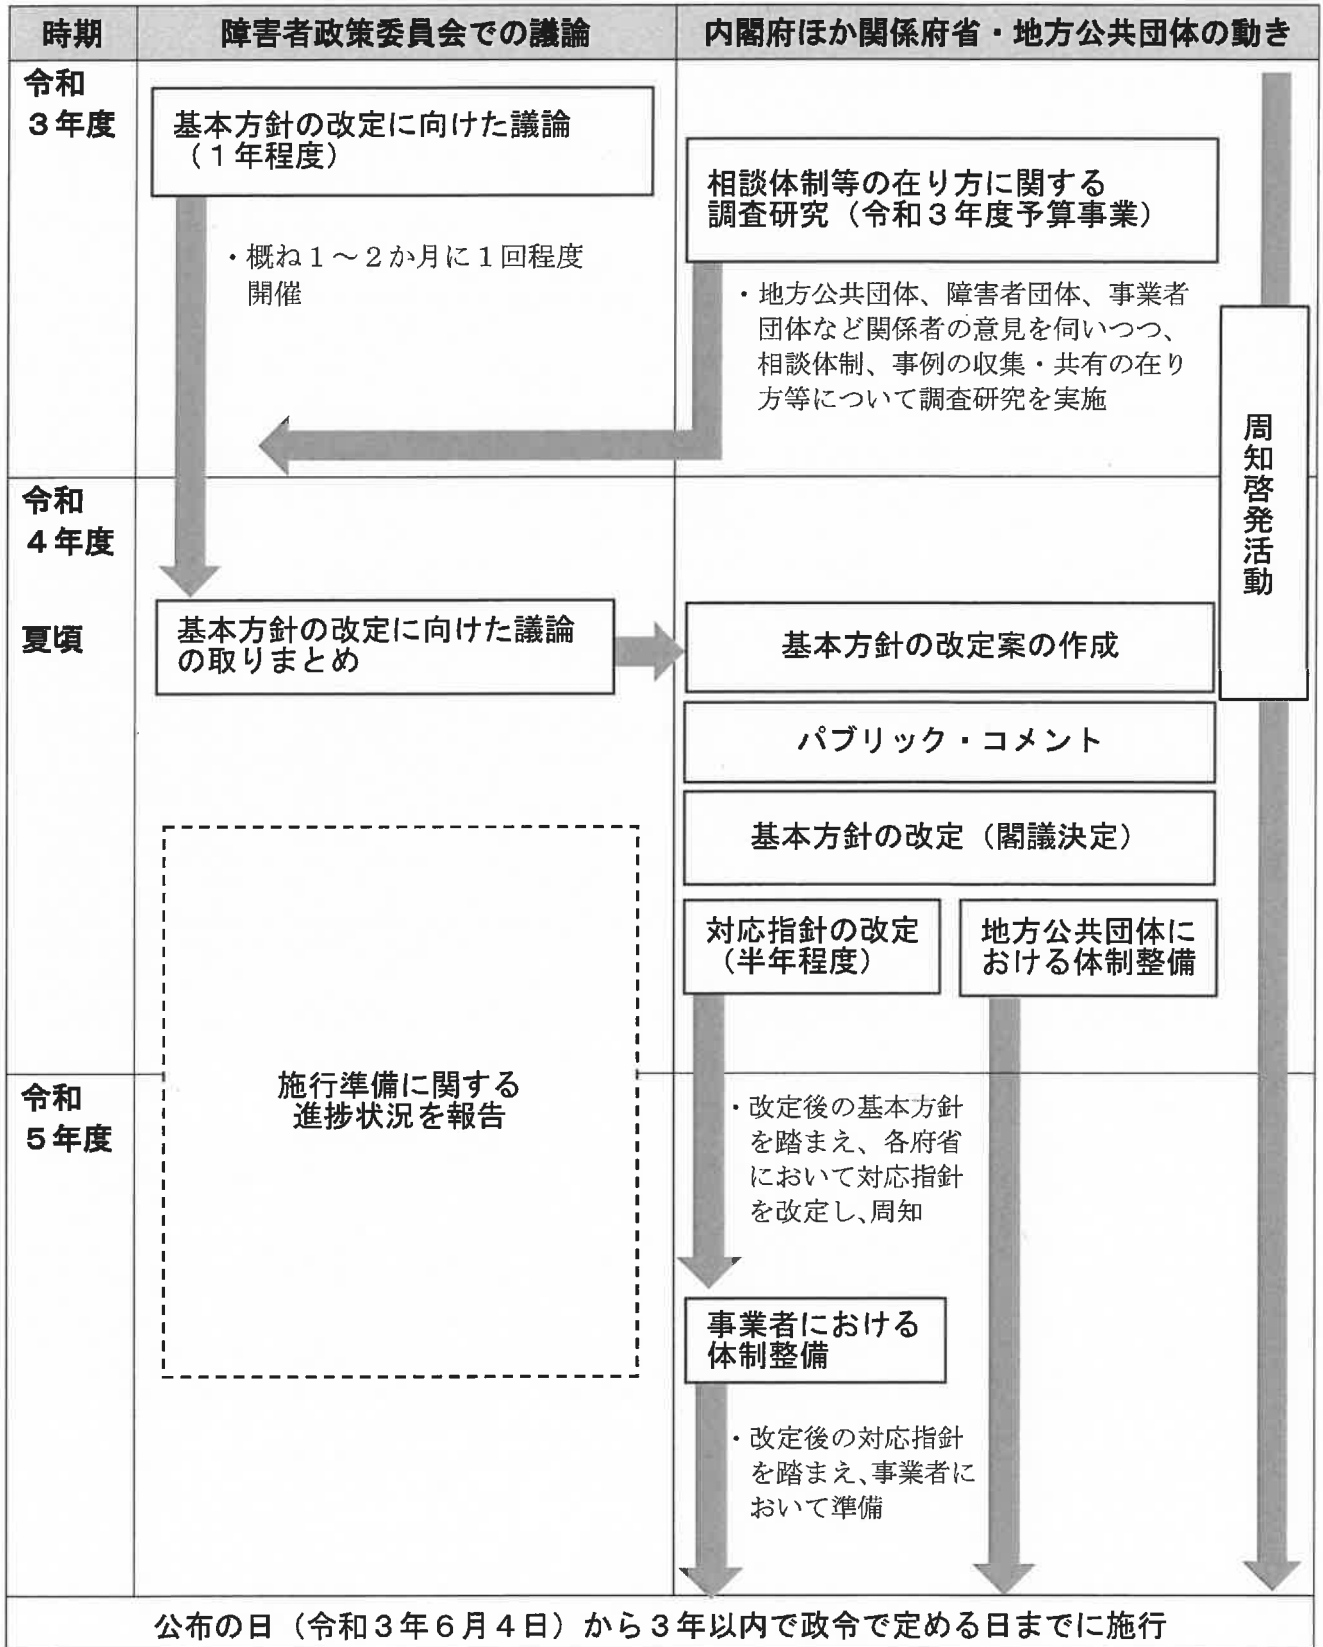 時期
障害者政策委員会での議論
内閣府ほか関係府省・地方公共団体の動き
令和
３年度
基本方針の改定に向けた議論
（１年程度）
・概ね１～２か月に１回程度
開催
相談体制等の在り方に関する
調査研究（令和３年度予算事業）
・地方公共団体、障害者団体、事業者
団体など関係者の意見を伺いつつ、
相談体制、事例の収集・共有の在り
方等について調査研究を実施
周知啓発活動
令和
４年度
夏頃
基本方針の改定に向けた議論
の取りまとめ
基本方針の改定案の作成
パブリック・コメント
基本方針の改定（閣議決定）
対応指針の改定
（半年程度）
地方公共団体に
おける体制整備
施行準備に関する
進捗状況を報告
令和
５年度
・改定後の基本方針
を踏まえ、各府省
において対応指針
を改定し、周知
事業者における
体制整備
・改定後の対応指針
を踏まえ、事業者に
おいて準備
公布の日（令和３年６月４日）から３年以内で政令で定める日までに施行